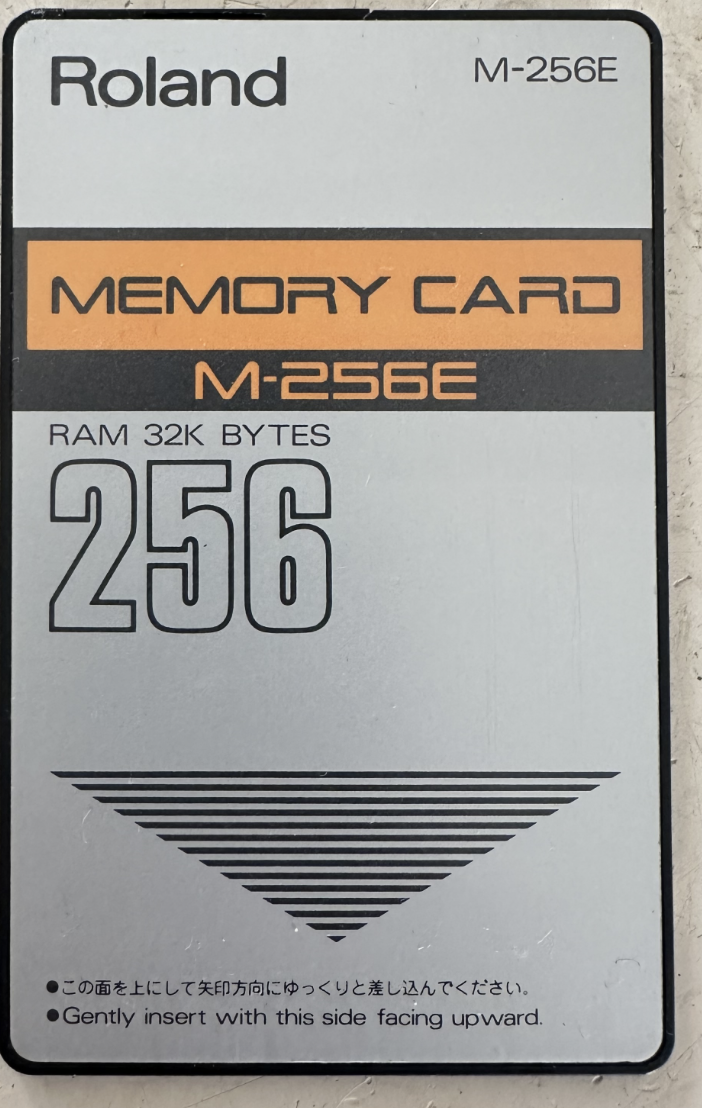 Roland M-256E
MEMORY CARD
M-256E
RAM 32K BYTES
256
●この面を上にして矢印方向にゆっくりと差し込んでください。
●Gently insert with this side facing upward.